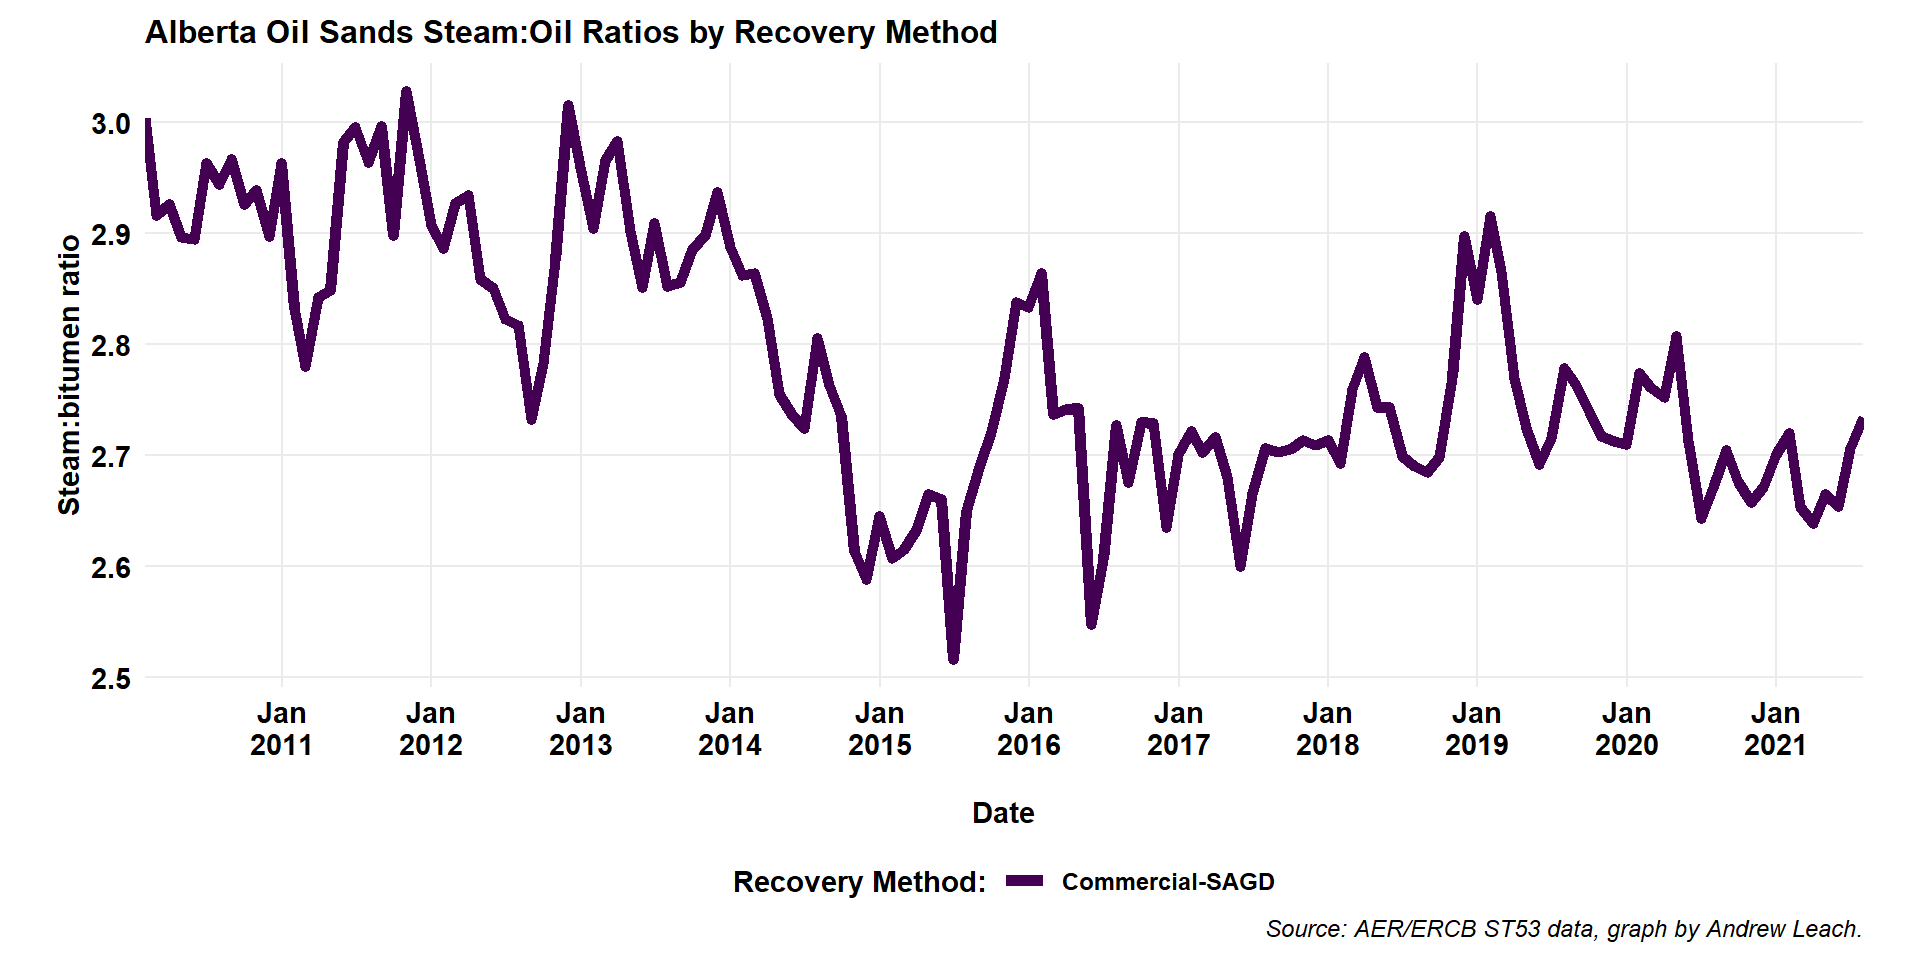 Alberta Oil Sands Steam:Oil Ratios by Recovery Method
Steam:bitumen ratio
3.0
2.9
2.8
2.7
2.6
2.5
Jan Jan Jan Jan Jan Jan Jan Jan Jan Jan Jan
2011 2012 2013 2014 2015 2016 2017 2018 2019 2020 2021
Date
Recovery Method: Commercial-SAGD
Source: AER/ERCB ST53 data, graph by Andrew Leach.